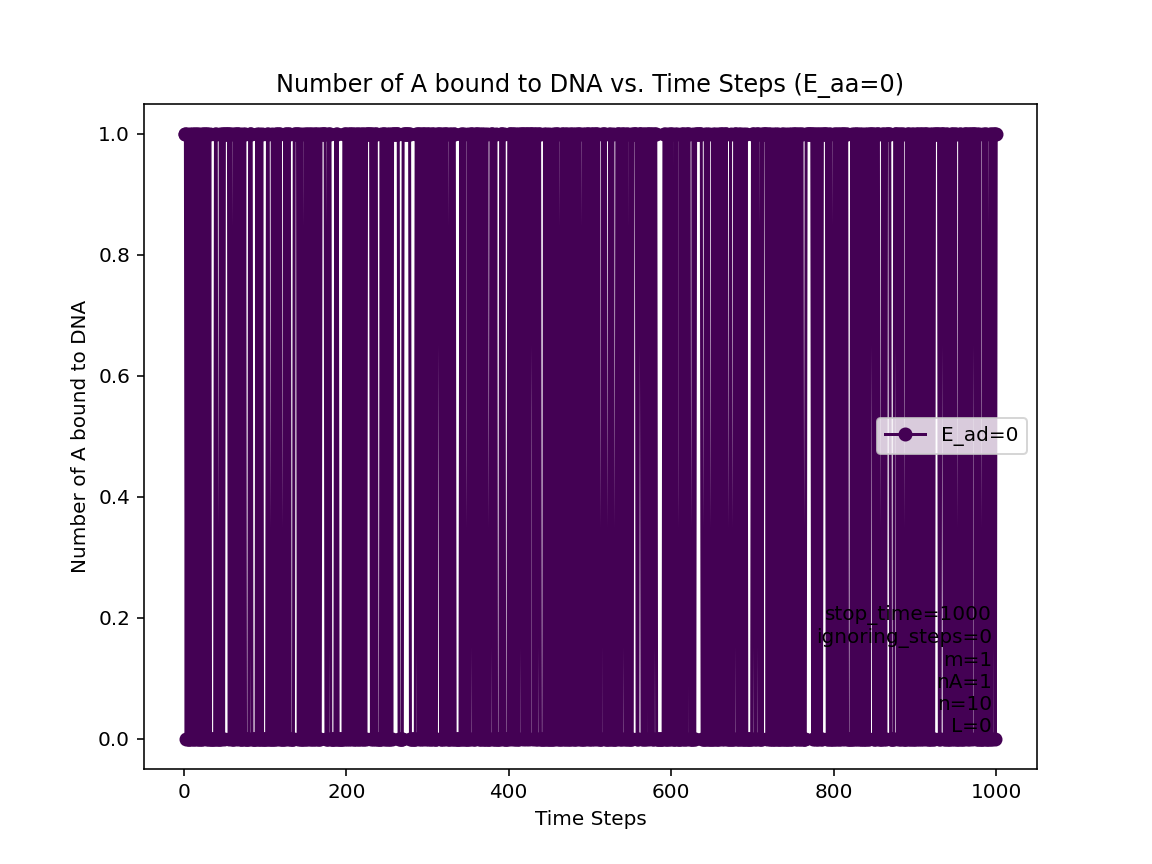 Number of A bound to DNA vs. Time Steps (E_aa=0)
1.0
0.8
0.6
0.4
0.2
0.0
Number of A bound to DNA
E_ad=0
stop_time=1000
ignoring_steps=0
m=1
nA=1
n=10
L=0
0 200 400 600 800 1000
Time Steps